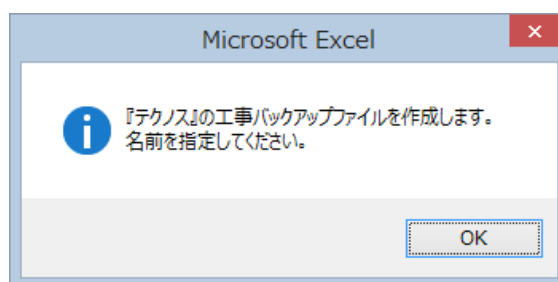 Microsoft Excel
『テクノス』の工事バックアップファイルを作成します。
名前を指定してください。
OK